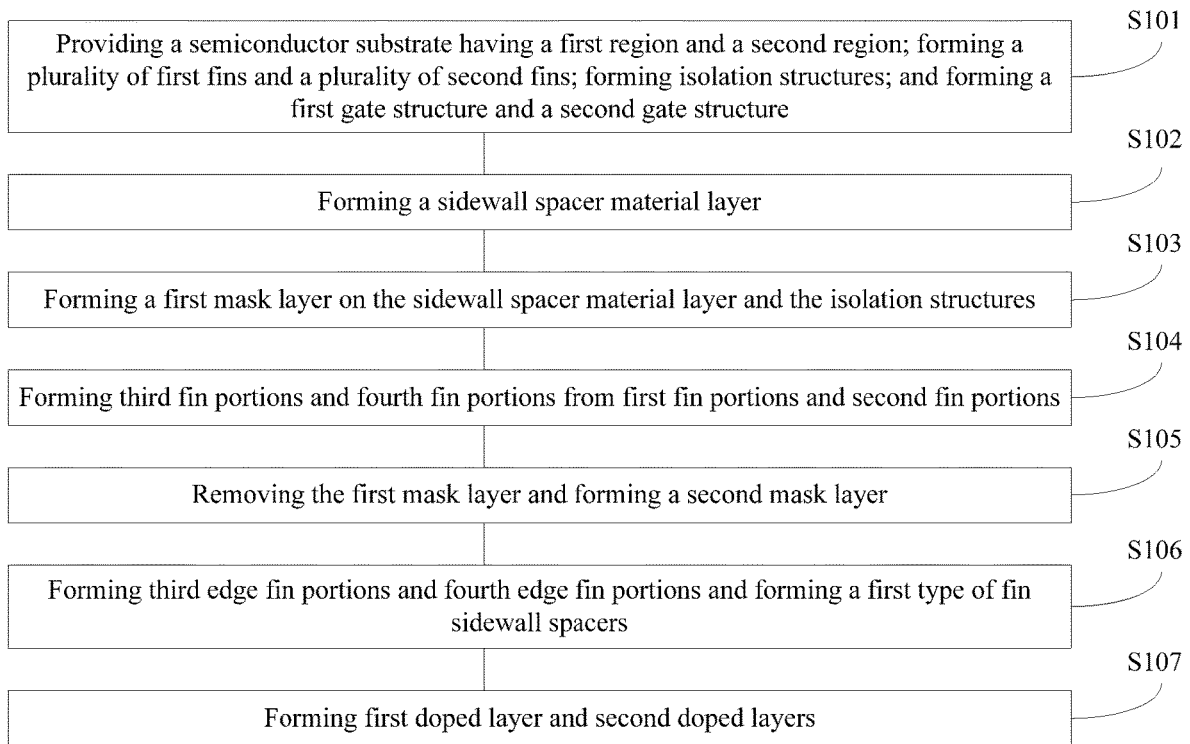 S101
Providing a semiconductor substrate having a first region and a second region; forming a
plurality of first fins and a plurality of second fins; forming isolation structures; and forming a
first gate structure and a second gate structure
S102
Forming a sidewall spacer material layer
S103
Forming a first mask layer on the sidewall spacer material layer and the isolation structures
S104
Forming third fin portions and fourth fin portions from first fin portions and second fin portions
S105
Removing the first mask layer and forming a second mask layer
S106
Forming third edge fin portions and fourth edge fin portions and forming a first type of fin
sidewall spacers
S107
Forming first doped layer and second doped layers